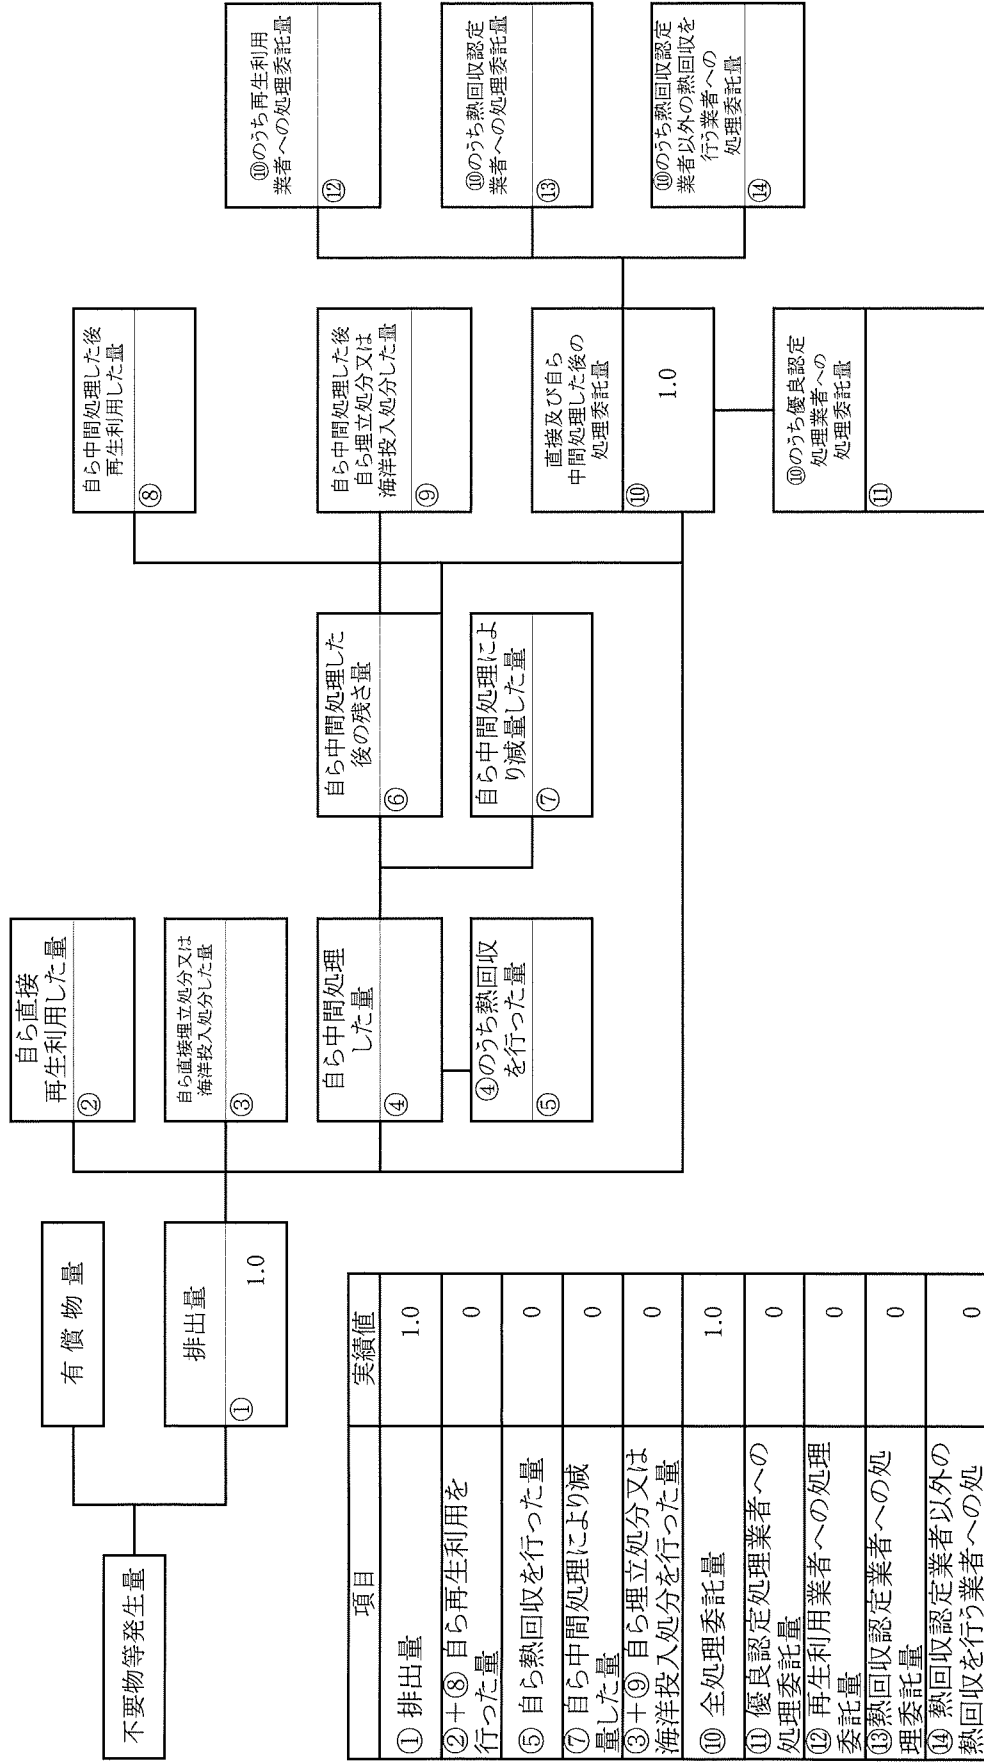 不要物等発生量
有償物量
排出量
①
1.0
自ら直接
再生利用した量
②
自ら直接埋立処分又は
海洋投入処分した量
③
自ら中間処理
した量
④
④のうち熱回収
を行った量
⑤
自ら中間処理した
後の残さ量
⑥
自ら中間処理によ
り減量した量
⑦
自ら中間処理した後
再生利用した量
⑧
自ら中間処理した後
自ら埋立処分又は
海洋投入処分した量
⑨
直接及び自ら
中間処理した後の
処理委託量
⑩
1.0
⑩のうち優良認定
処理業者への
処理委託量
⑪
⑩のうち再生利用
業者への処理委託量
⑫
⑩のうち熱回収認定
業者への処理委託量
⑬
⑩のうち熱回収認定
業者以外の熱回収を
行う業者への
処理委託量
⑭
項目 実績値
① 排出量 1.0
②+⑧ 自ら再生利用を
行った量 0
⑤ 自ら熱回収を行った量 0
⑦ 自ら中間処理により減
量した量 0
③+⑨ 自ら埋立処分又は
海洋投入処分を行った量 0
⑩ 全処理委託量 1.0
⑪ 優良認定処理業者への
処理委託量 0
⑫ 再生利用業者への処理
委託量 0
⑬熱回収認定業者への処
理委託量 0
⑭ 熱回収認定業者以外の
熱回収を行う業者への処 0